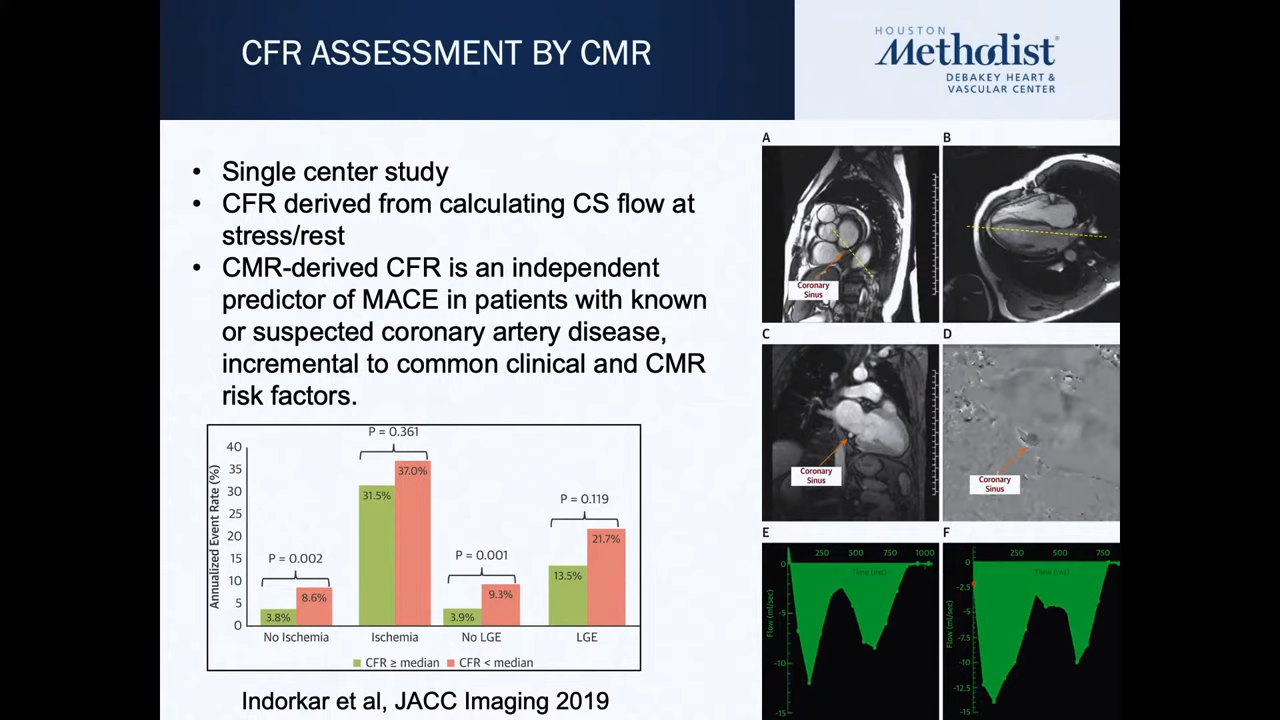 CFR ASSESSMENT BY CMR
HOUSTON
Methodist®
DEBAKEY HEART &
VASCULAR CENTER
• Single center study
• CFR derived from calculating CS flow at
stress/rest
• CMR-derived CFR is an independent
predictor of MACE in patients with known
or suspected coronary artery disease,
incremental to common clinical and CMR
risk factors.
Annualized Event Rate (%)
40
35
30
25
20
15
10
5
0
P = 0.002
3.8%
8.6%
No Ischemia
P = 0.361
31.5%
37.0%
Ischemia
P = 0.001
3.9%
9.3%
No LGE
P = 0.119
13.5%
21.7%
LGE
CFR ≥ median
CFR < median
Indorkar et al, JACC Imaging 2019
A
Coronary
Sinus
B
C
Coronary
Sinus
D
Coronary
Sinus
E
250 500 750 1000
Time (ms)
Flow (ml/sec)
0
-5
-10
-15
F
250 500 750
Time (ms)
Flow (ml/sec)
0
-2.5
-5
-7.5
-10
-12.5
-15